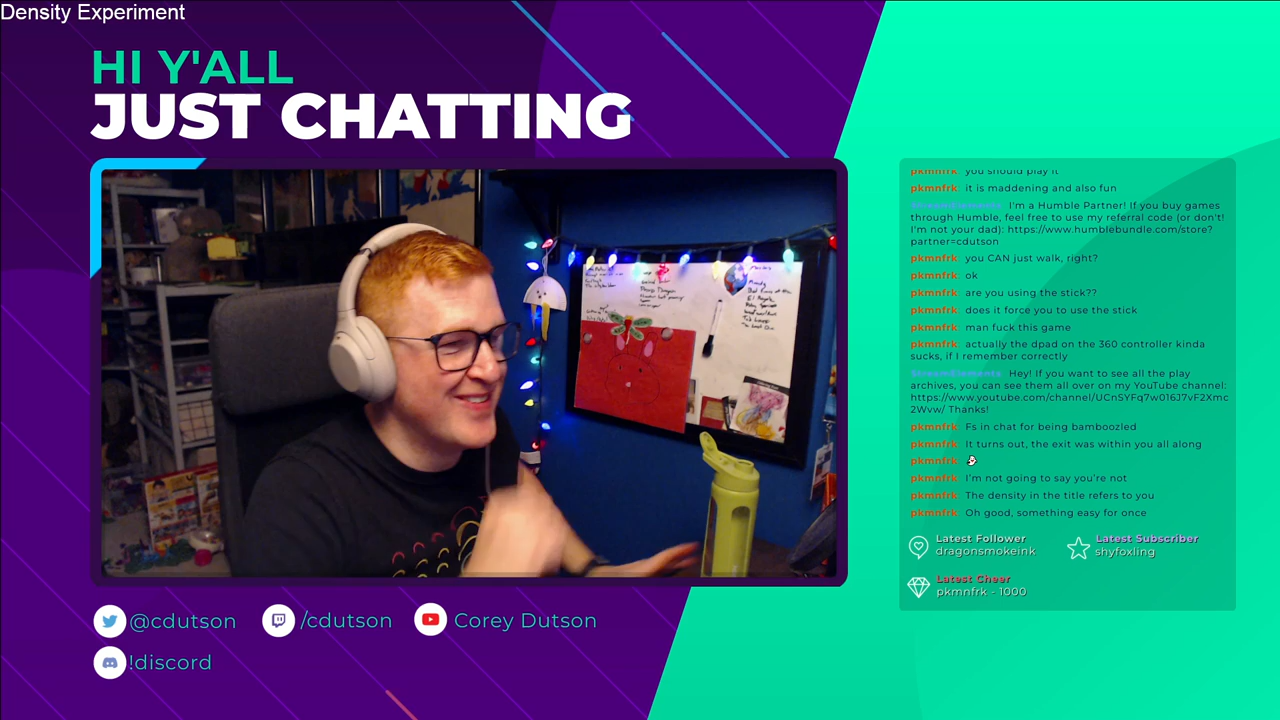 Density Experiment
HI Y'ALL
JUST CHATTING
pkmnfrk: you should play it
pkmnfrk: it is maddening and also fun
StreamElements: I'm a Humble Partner! If you buy games
through Humble, feel free to use my referral code (or don't!
I'm not your dad): https://www.humblebundle.com/store?
partner=cdutson
pkmnfrk: you CAN just walk, right?
pkmnfrk: ok
pkmnfrk: are you using the stick??
pkmnfrk: does it force you to use the stick
pkmnfrk: man fuck this game
pkmnfrk: actually the dpad on the 360 controller kinda
sucks, if I remember correctly
StreamElements: Hey! If you want to see all the play
archives, you can see them all over on my YouTube channel:
https://www.youtube.com/channel/UCnSYFq7w016J7vF2Xmc
2Wvw/ Thanks!
pkmnfrk: Fs in chat for being bamboozled
pkmnfrk: It turns out, the exit was within you all along
pkmnfrk:
pkmnfrk: I'm not going to say you're not
pkmnfrk: The density in the title refers to you
pkmnfrk: Oh good, something easy for once
Latest Follower
dragonsmokeink
Latest Subscriber
shyfoxling
Latest Cheer
pkmnfrk - 1000
@cdutson
/cdutson
Corey Dutson
!discord